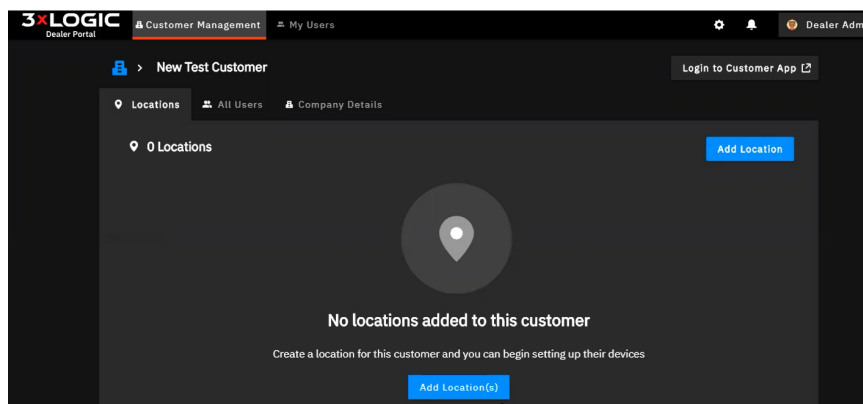 3xLOGIC
Dealer Portal
Customer Management
My Users
Dealer Adm
> New Test Customer
Login to Customer App
Locations
All Users
Company Details
0 Locations
Add Location
No locations added to this customer
Create a location for this customer and you can begin setting up their devices
Add Location(s)